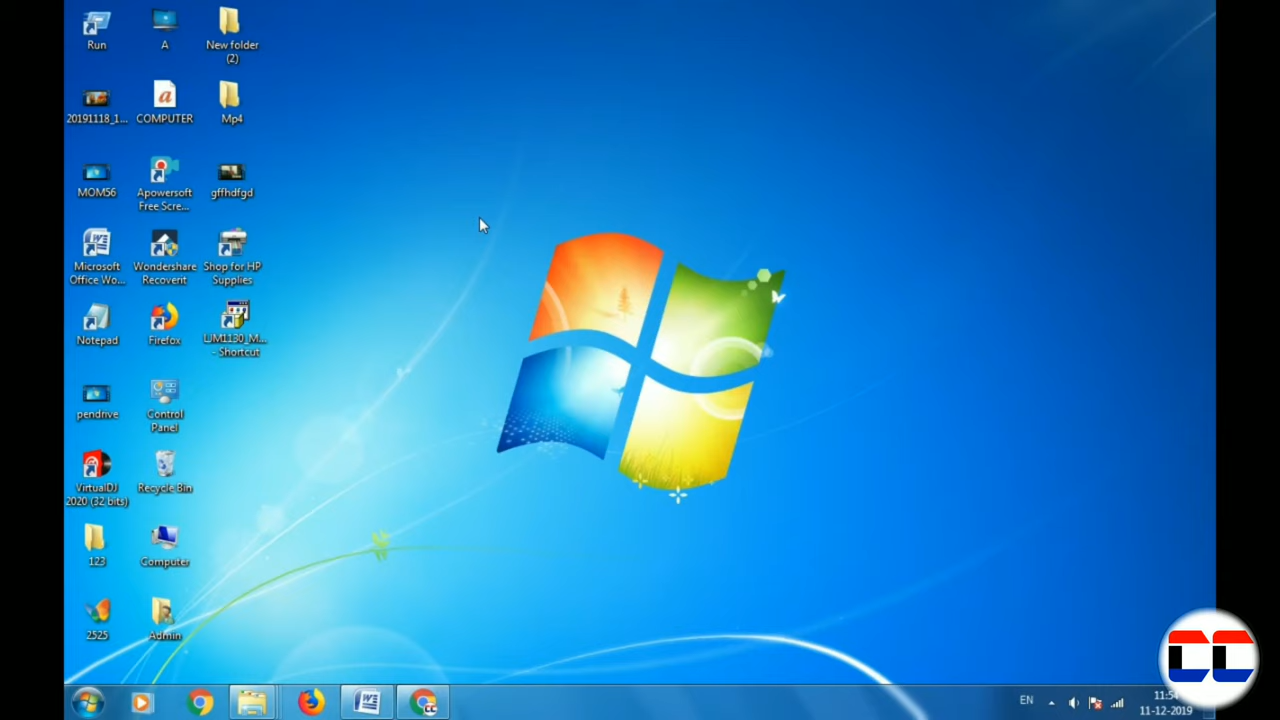 Run
A
New folder
(2)
20191118_1...
COMPUTER
Mp4
MOM56
Apowersoft
Free Scre...
gffhdfgd
Microsoft
Office Wo...
Wondershare
Recoverit
Shop for HP
Supplies
Notepad
Firefox
LJM1130_M...
- Shortcut
pendrive
Control
Panel
VirtualDJ
2020 (32 bits)
Recycle Bin
123
Computer
2525
Admin
EN
11-12-2019
CC